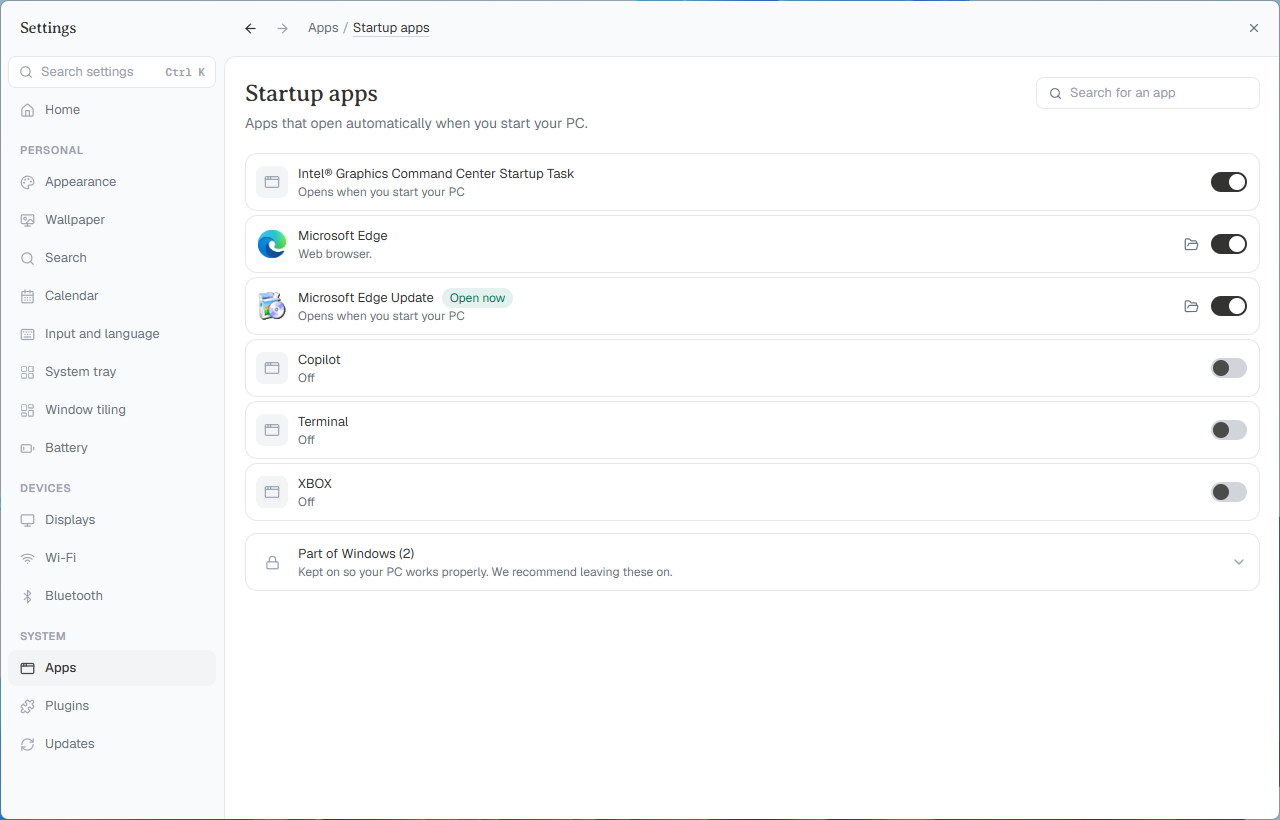 Settings
Apps / Startup apps
Search settings Ctrl K
Home
PERSONAL
Appearance
Wallpaper
Search
Calendar
Input and language
System tray
Window tiling
Battery
DEVICES
Displays
Wi-Fi
Bluetooth
SYSTEM
Apps
Plugins
Updates
Startup apps
Search for an app
Apps that open automatically when you start your PC.
Intel® Graphics Command Center Startup Task
Opens when you start your PC
Microsoft Edge
Web browser.
Microsoft Edge Update Open now
Opens when you start your PC
Copilot
Off
Terminal
Off
XBOX
Off
Part of Windows (2)
Kept on so your PC works properly. We recommend leaving these on.